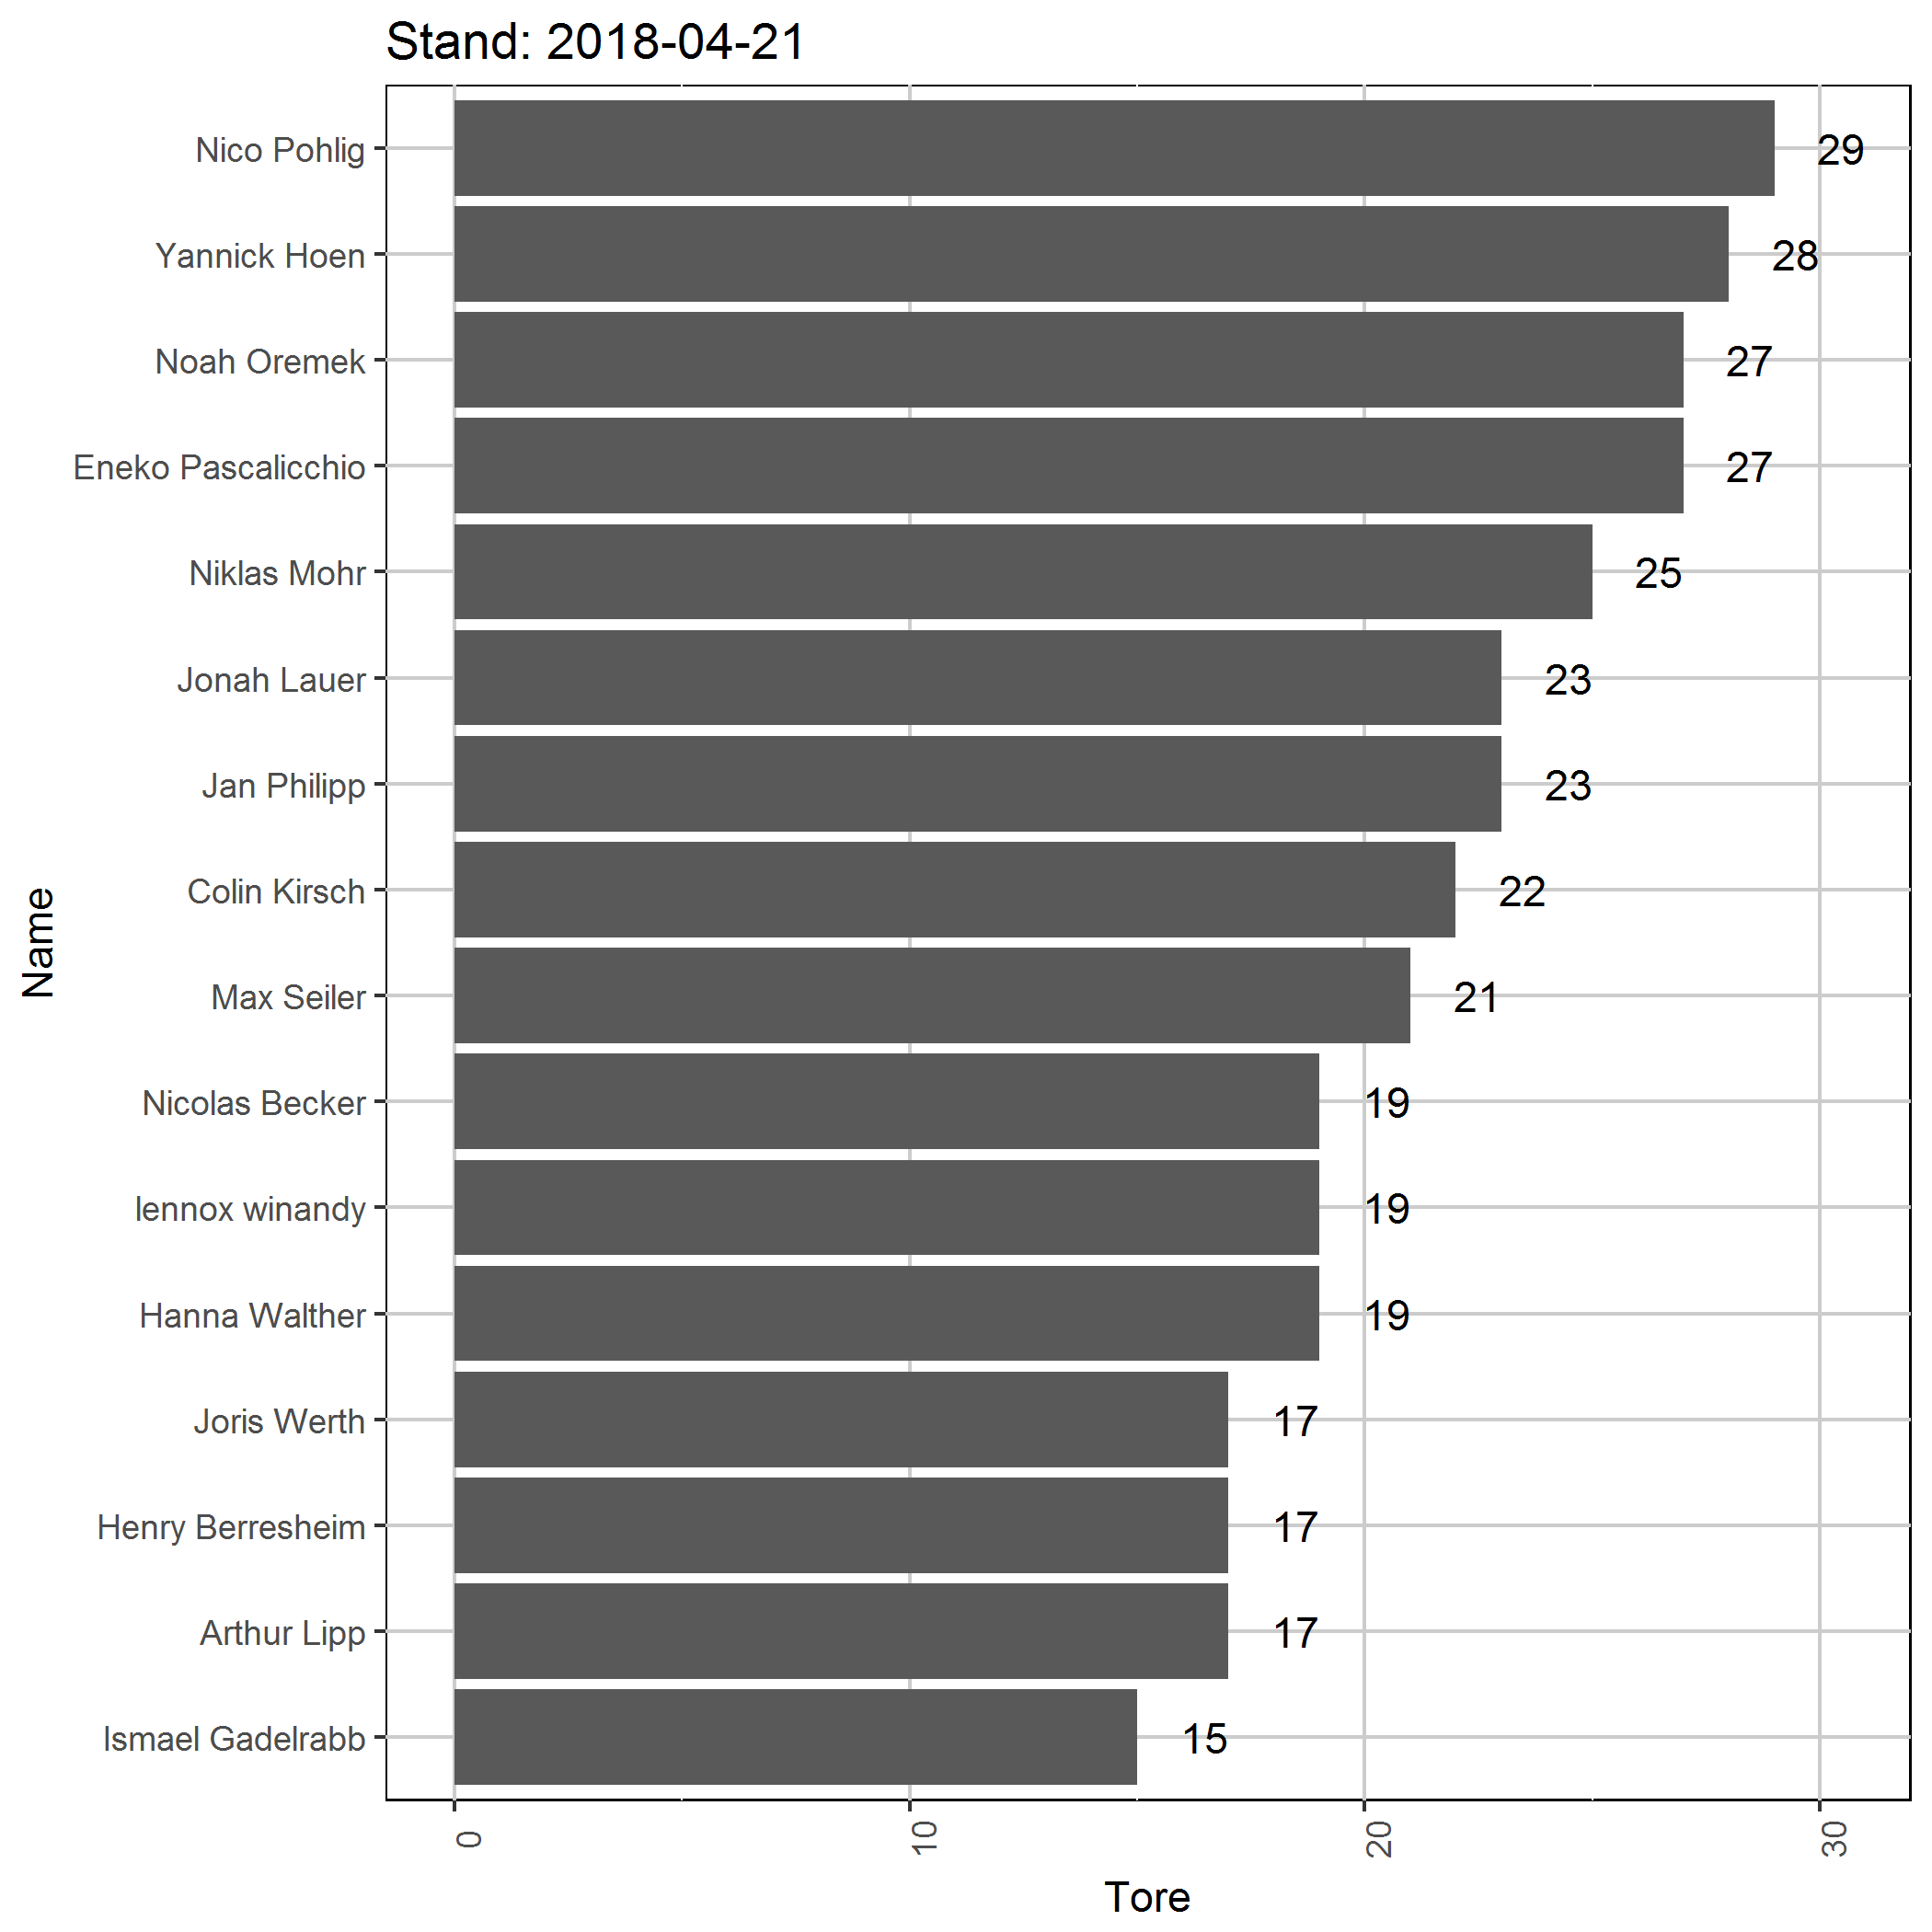 Stand: 2018-04-21
Nico Pohlig 29
Yannick Hoen 28
Noah Oremek 27
Eneko Pascalicchio 27
Niklas Mohr 25
Jonah Lauer 23
Jan Philipp 23
Colin Kirsch 22
Name
Max Seiler 21
Nicolas Becker 19
lennox winandy 19
Hanna Walther 19
Joris Werth 17
Henry Berresheim 17
Arthur Lipp 17
Ismael Gadelrabb 15
0 10 20 30
Tore